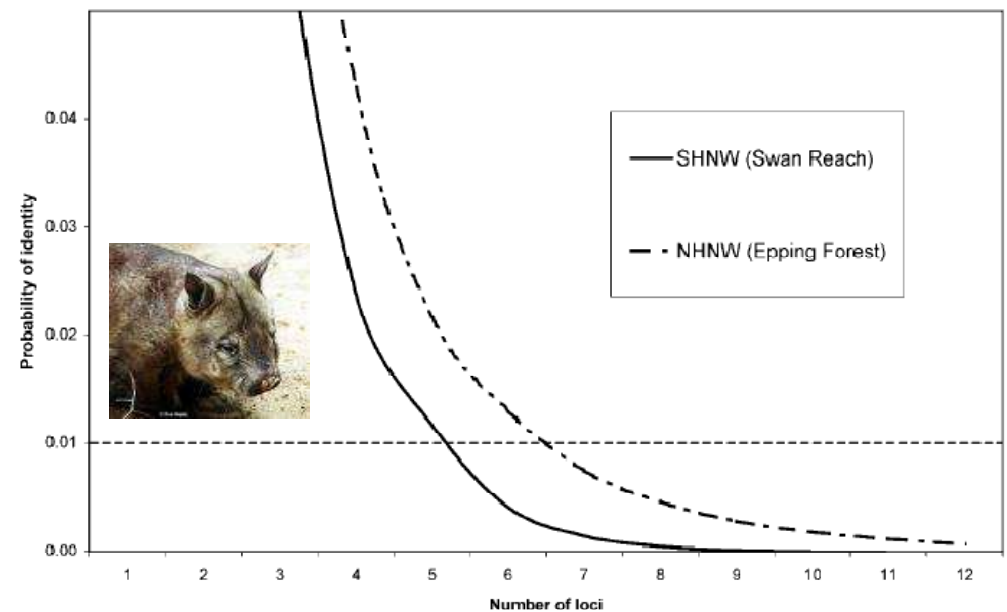 0.04
0.03
0.02
0.01
0.00
Probability of identity
SHNW (Swan Reach)
NHNW (Epping Forest)
1 2 3 4 5 6 7 8 9 10 11 12
Number of loci